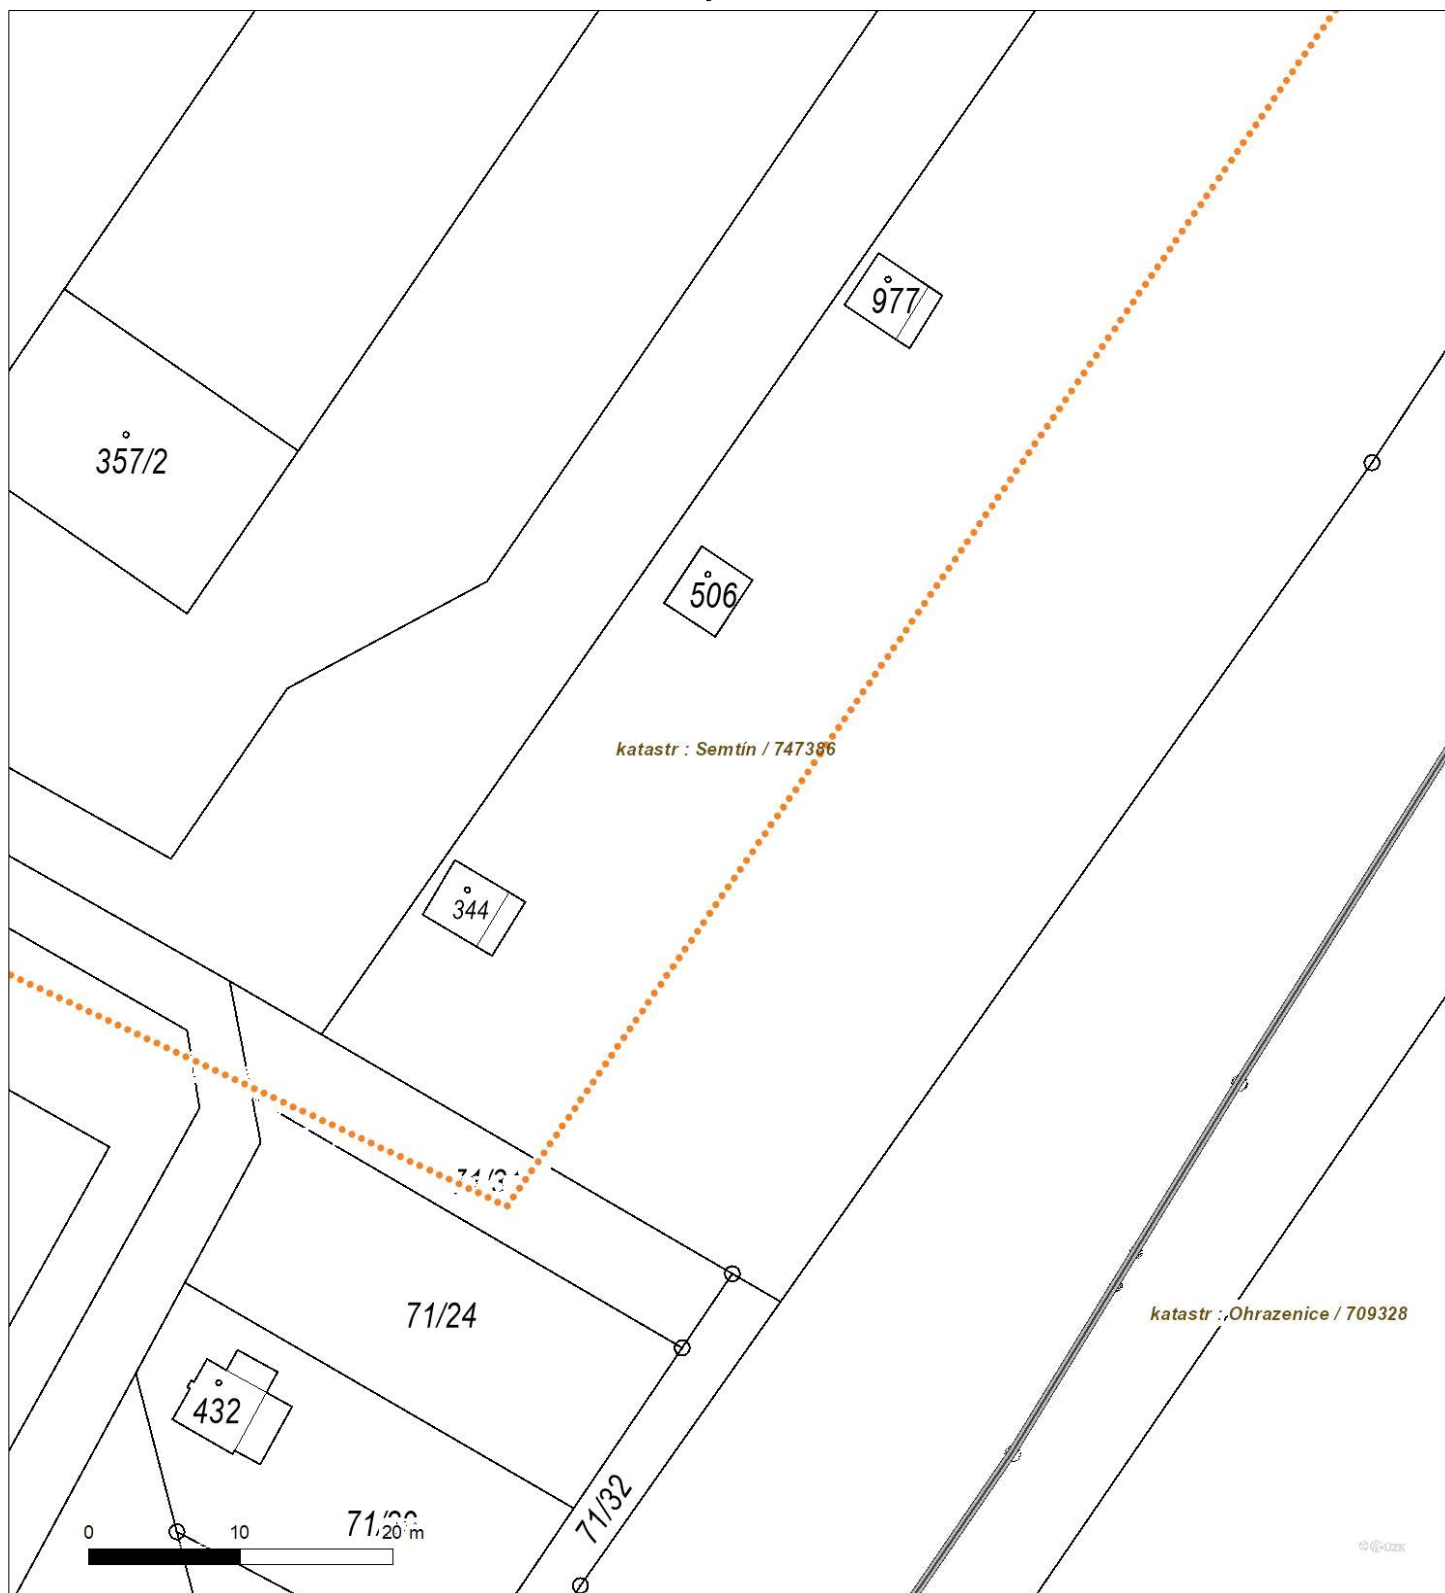 977
357/2
506
katastr : Semtín / 747386
344
71/24
katastr : Ohrazenice / 709328
432
71/32
0 10 20 m